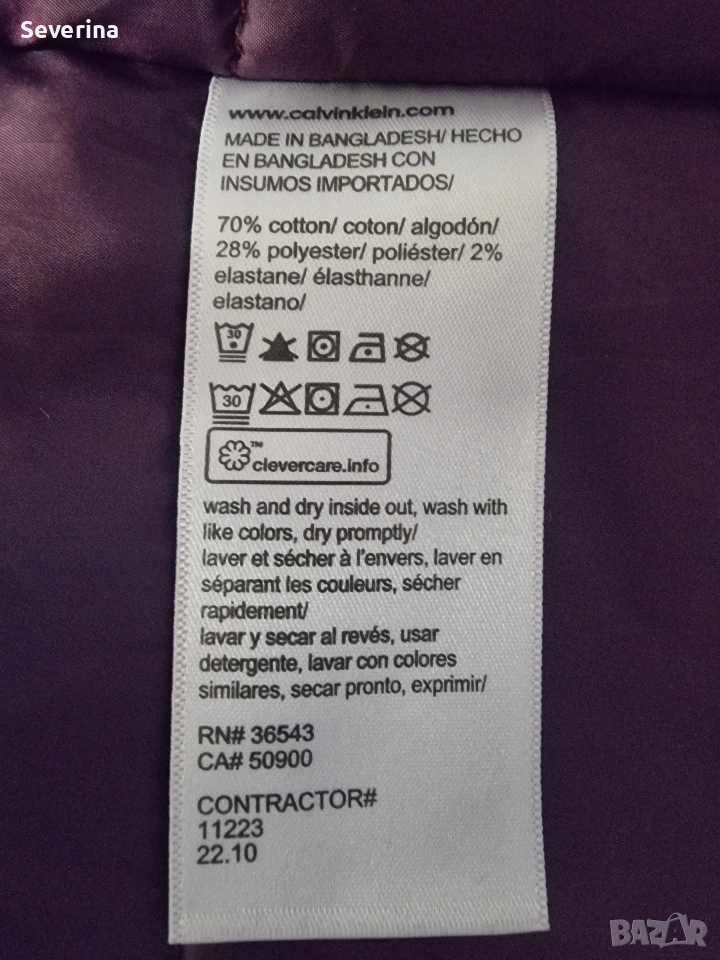 Severina
www.calvinklein.com
MADE IN BANGLADESH/ HECHO
EN BANGLADESH CON
INSUMOS IMPORTADOS/
70% cotton/ coton/ algodón/
28% polyester/ poliéster/ 2%
elastane/ élasthanne/
elastano/
30
30
™
clevercare.info
wash and dry inside out, wash with
like colors, dry promptly/
laver et sécher à l'envers, laver en
séparant les couleurs, sécher
rapidement/
lavar y secar al revés, usar
detergente, lavar con colores
similares, secar pronto, exprimir/
RN# 36543
CA# 50900
CONTRACTOR#
11223
22.10
BAZAR